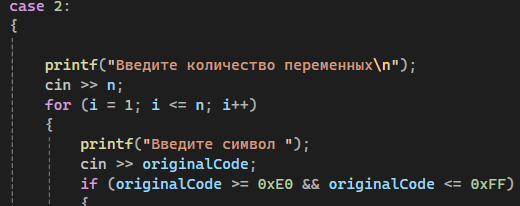 case 2:
{
printf("Введите количество переменных\n");
cin >> n;
for (i = 1; i <= n; i++)
{
printf("Введите символ ");
cin >> originalCode;
if (originalCode >= 0xE0 && originalCode <= 0xFF)
{